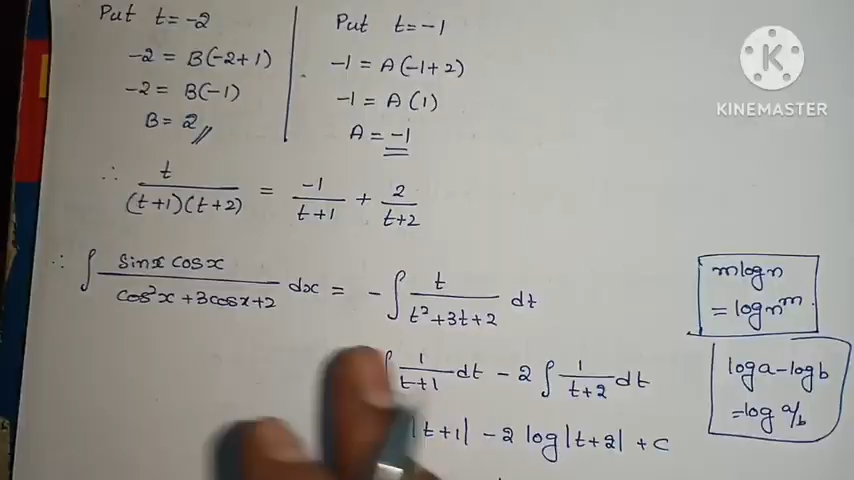 Put t=-2
-2 = B(-2+1)
-2 = B(-1)
B = 2
Put t=-1
-1 = A(-1+2)
-1 = A(1)
A = -1
∴ t/((t+1)(t+2)) = -1/(t+1) + 2/(t+2)
∴ ∫ sinx cosx/(cos²x+3cosx+2) dx = -∫ t/(t²+3t+2) dt
∫ 1/(t+1) dt - 2 ∫ 1/(t+2) dt
|t+1| - 2 log|t+2| + c
m log n
= log n^m
log a - log b
= log a/b
K
KINEMASTER